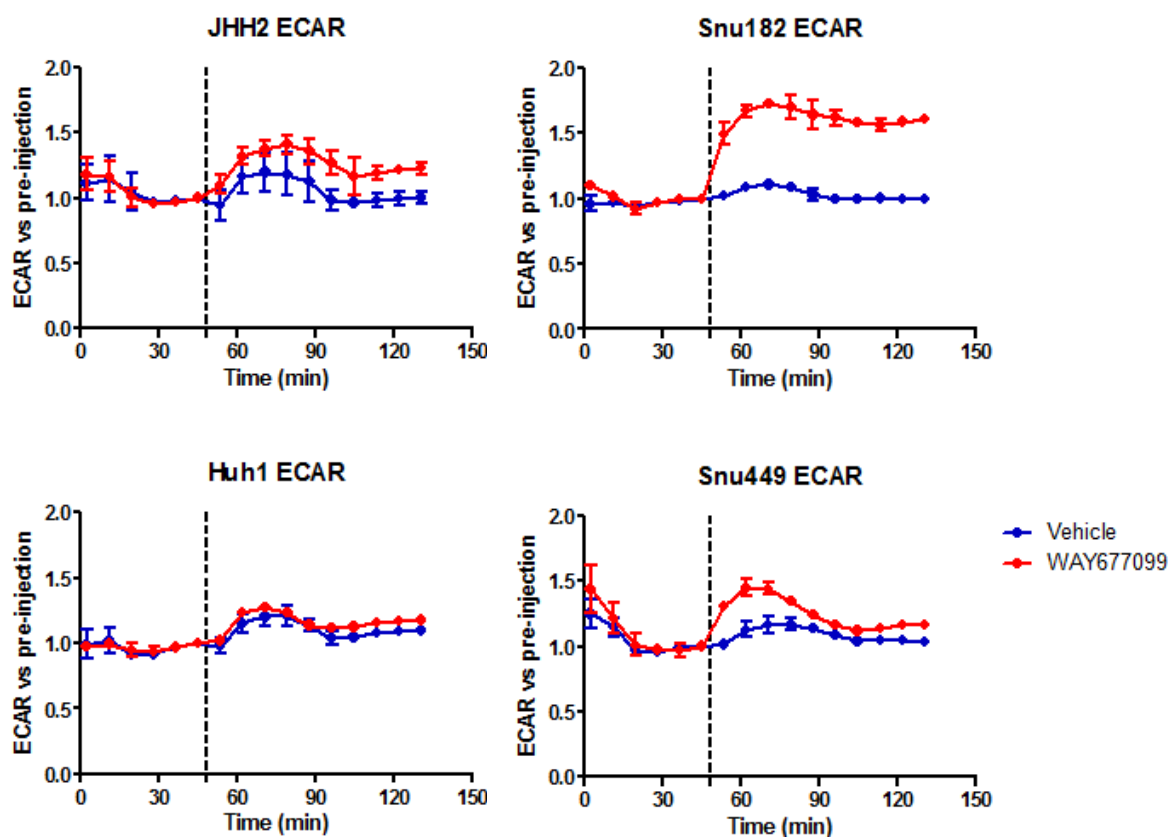 JHH2 ECAR
ECAR vs pre-injection
2.0
1.5
1.0
0.5
0.0
0 30 60 90 120 150
Time (min)
Snu182 ECAR
ECAR vs pre-injection
2.0
1.5
1.0
0.5
0.0
0 30 60 90 120 150
Time (min)
Huh1 ECAR
ECAR vs pre-injection
2.0
1.5
1.0
0.5
0.0
0 30 60 90 120 150
Time (min)
Snu449 ECAR
ECAR vs pre-injection
2.0
1.5
1.0
0.5
0.0
0 30 60 90 120 150
Time (min)
Vehicle
WAY677099